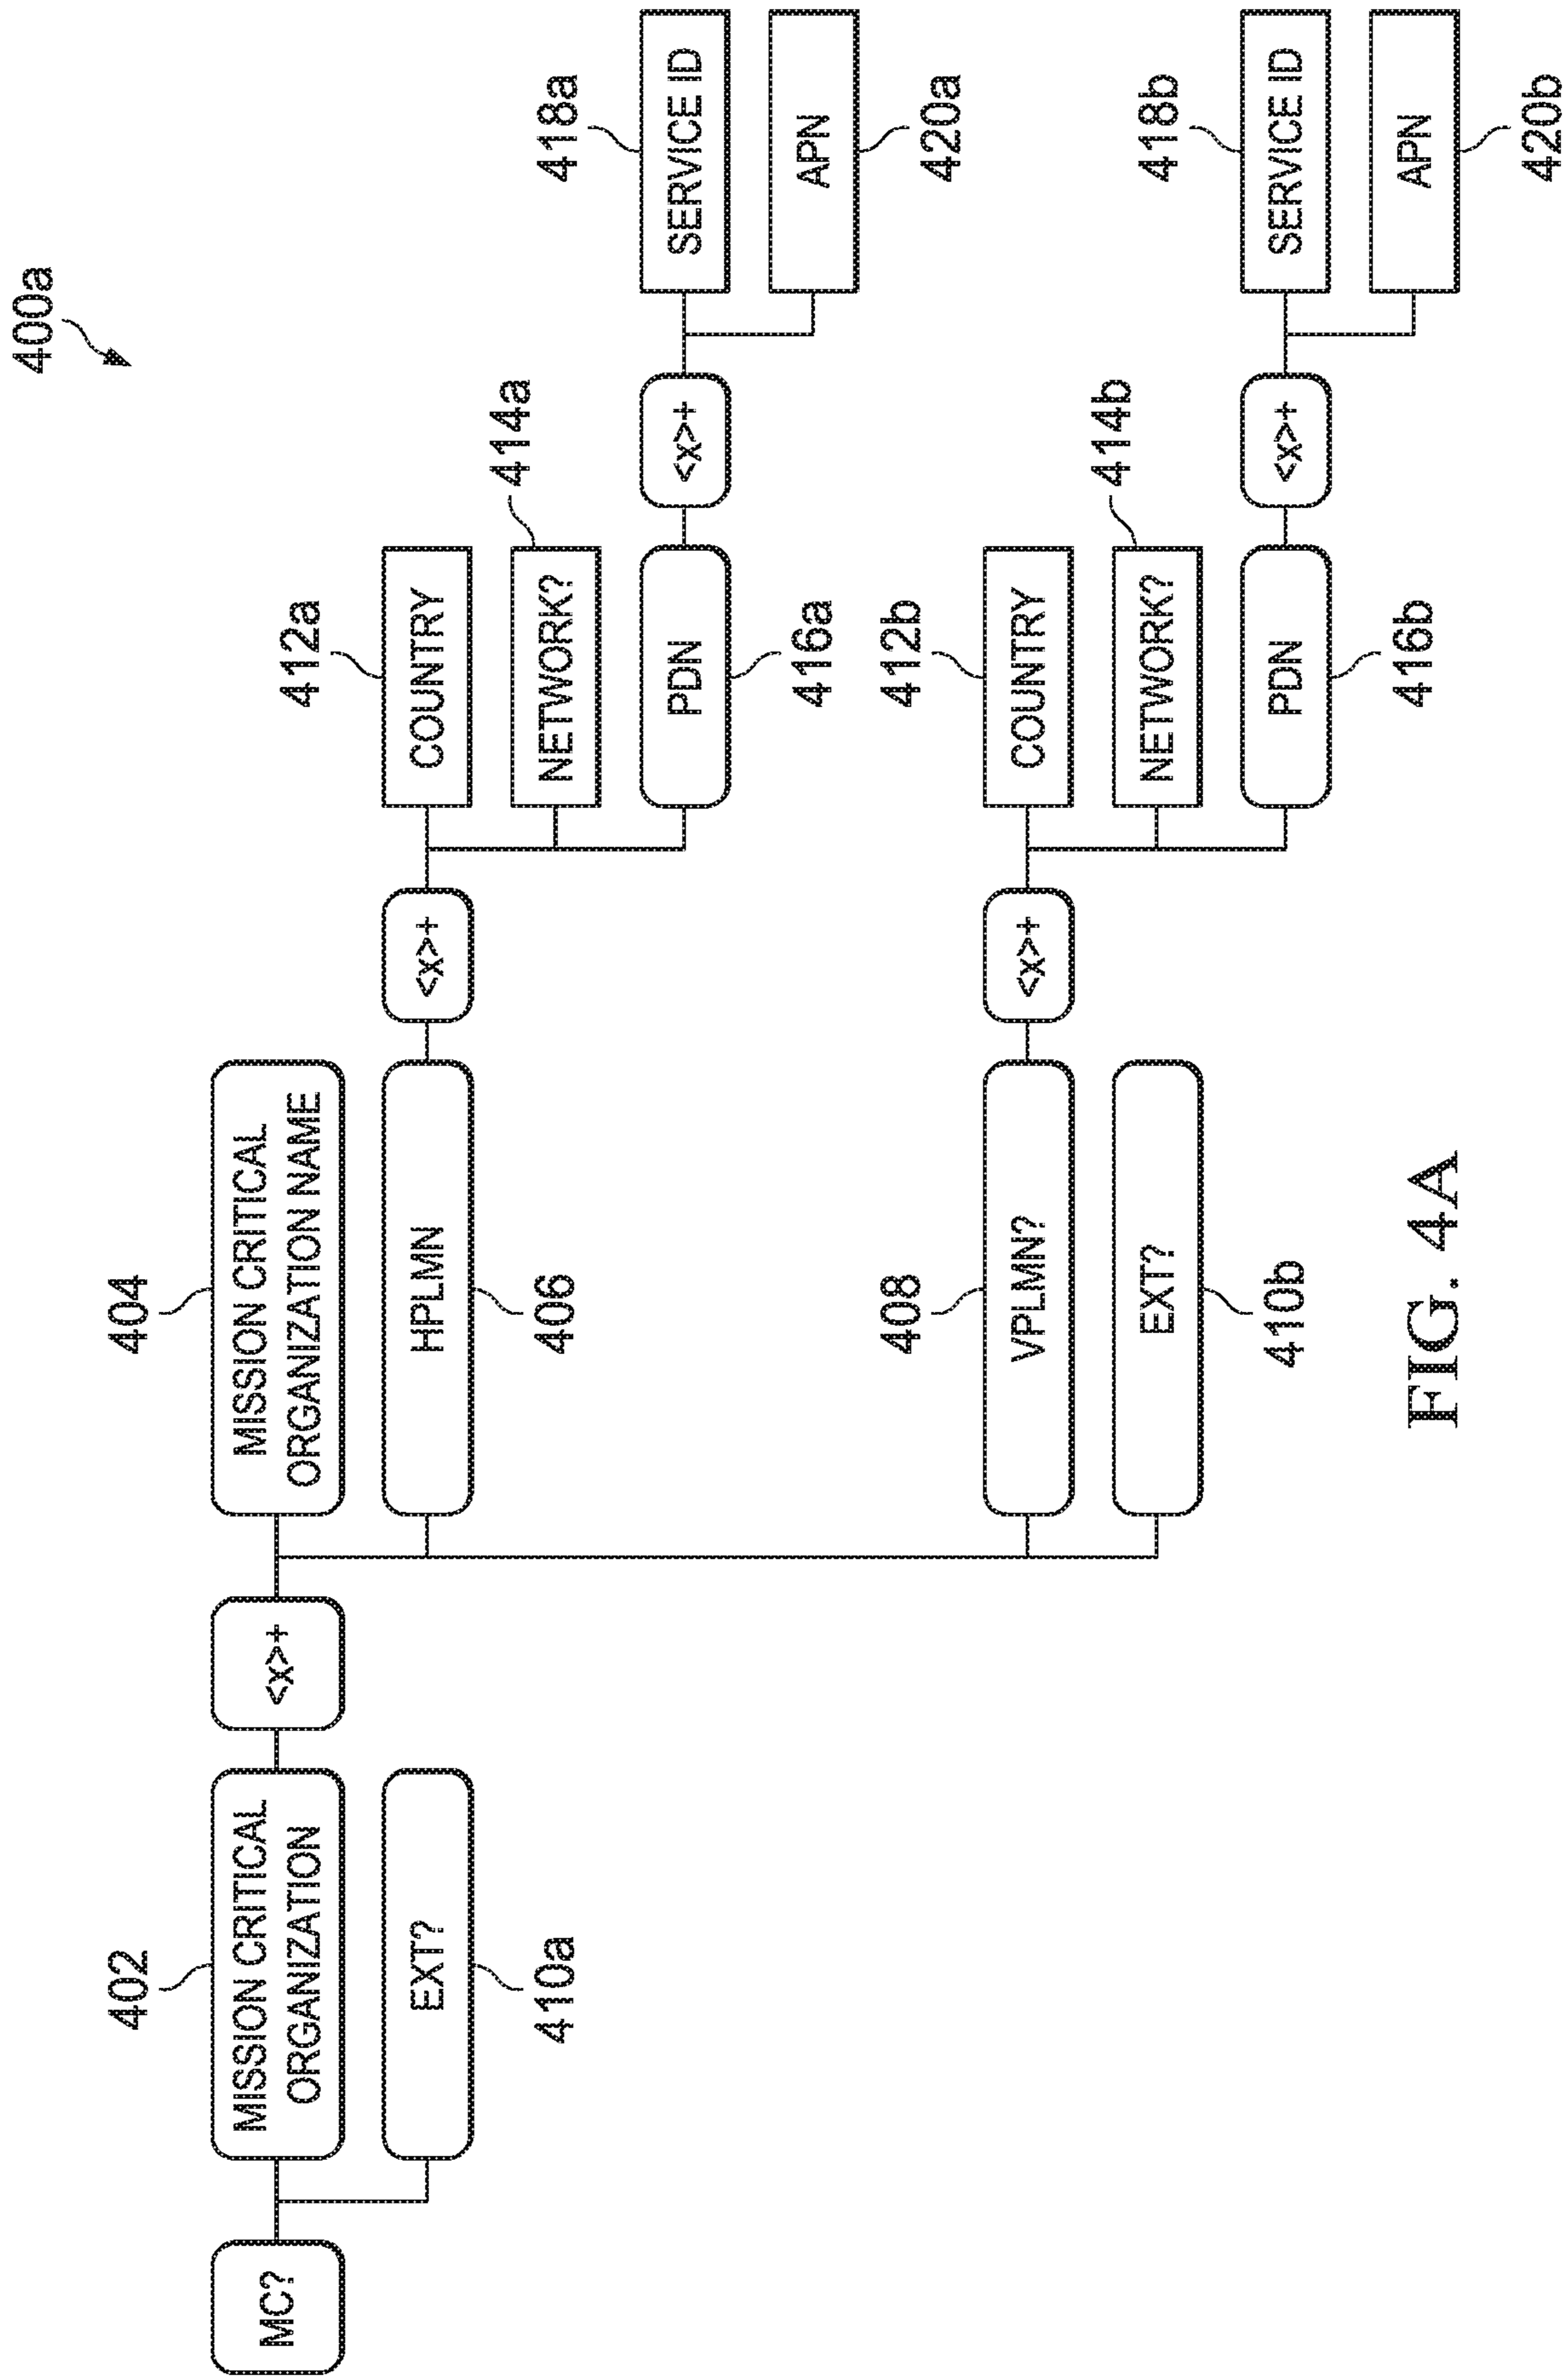 400a
402
MISSION CRITICAL
ORGANIZATION
404
MISSION CRITICAL
ORGANIZATION NAME
MC?
<x>+
EXT?
410a
HPLMN
406
<x>+
412a
COUNTRY
NETWORK?
414a
PDN
416a
<x>+
418a
SERVICE ID
APN
420a
408
VPLMN?
<x>+
412b
COUNTRY
EXT?
410b
NETWORK?
414b
PDN
416b
<x>+
418b
SERVICE ID
APN
420b
FIG. 4A